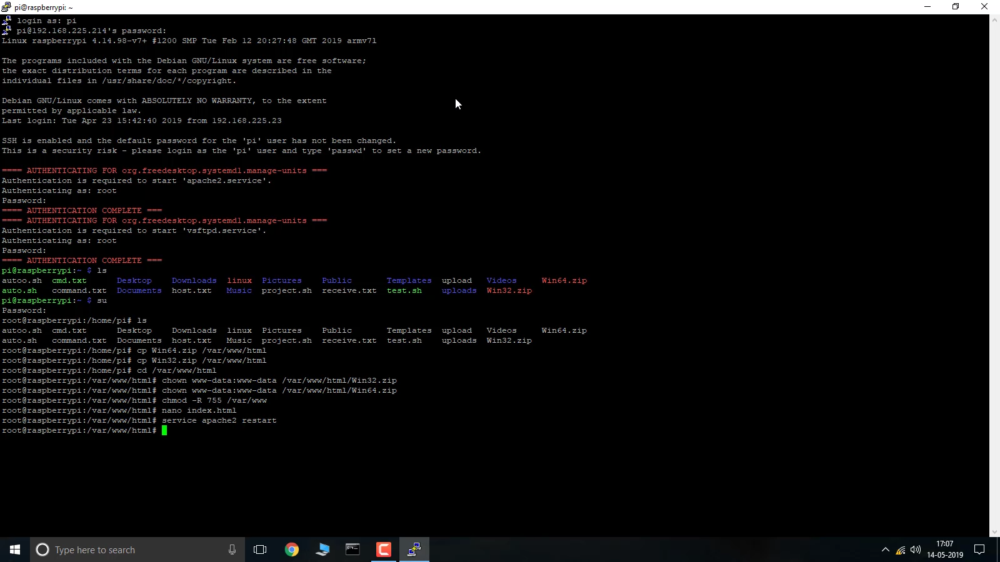 pi@raspberrypi: ~
login as: pi
pi@192.168.225.214's password:
Linux raspberrypi 4.14.98-v7+ #1200 SMP Tue Feb 12 20:27:48 GMT 2019 armv7l
The programs included with the Debian GNU/Linux system are free software;
the exact distribution terms for each program are described in the
individual files in /usr/share/doc/*/copyright.
Debian GNU/Linux comes with ABSOLUTELY NO WARRANTY, to the extent
permitted by applicable law.
Last login: Tue Apr 23 15:42:40 2019 from 192.168.225.23
SSH is enabled and the default password for the 'pi' user has not been changed.
This is a security risk - please login as the 'pi' user and type 'passwd' to set a new password.
==== AUTHENTICATING FOR org.freedesktop.systemd1.manage-units ===
Authentication is required to start 'apache2.service'.
Authenticating as: root
Password:
==== AUTHENTICATION COMPLETE ===
==== AUTHENTICATING FOR org.freedesktop.systemd1.manage-units ===
Authentication is required to start 'vsftpd.service'.
Authenticating as: root
Password:
==== AUTHENTICATION COMPLETE ===
pi@raspberrypi:~ $ ls
autoo.sh cmd.txt Desktop Downloads linux Pictures Public Templates upload Videos Win64.zip
auto.sh command.txt Documents host.txt Music project.sh receive.txt test.sh uploads Win32.zip
pi@raspberrypi:~ $ su
Password:
root@raspberrypi:/home/pi# ls
autoo.sh cmd.txt Desktop Downloads linux Pictures Public Templates upload Videos Win64.zip
auto.sh command.txt Documents host.txt Music project.sh receive.txt test.sh uploads Win32.zip
root@raspberrypi:/home/pi# cp Win64.zip /var/www/html
root@raspberrypi:/home/pi# cp Win32.zip /var/www/html
root@raspberrypi:/home/pi# cd /var/www/html
root@raspberrypi:/var/www/html# chown www-data:www-data /var/www/html/Win32.zip
root@raspberrypi:/var/www/html# chown www-data:www-data /var/www/html/Win64.zip
root@raspberrypi:/var/www/html# chmod -R 755 /var/www
root@raspberrypi:/var/www/html# nano index.html
root@raspberrypi:/var/www/html# service apache2 restart
root@raspberrypi:/var/www/html#
Type here to search
17:07
14-05-2019